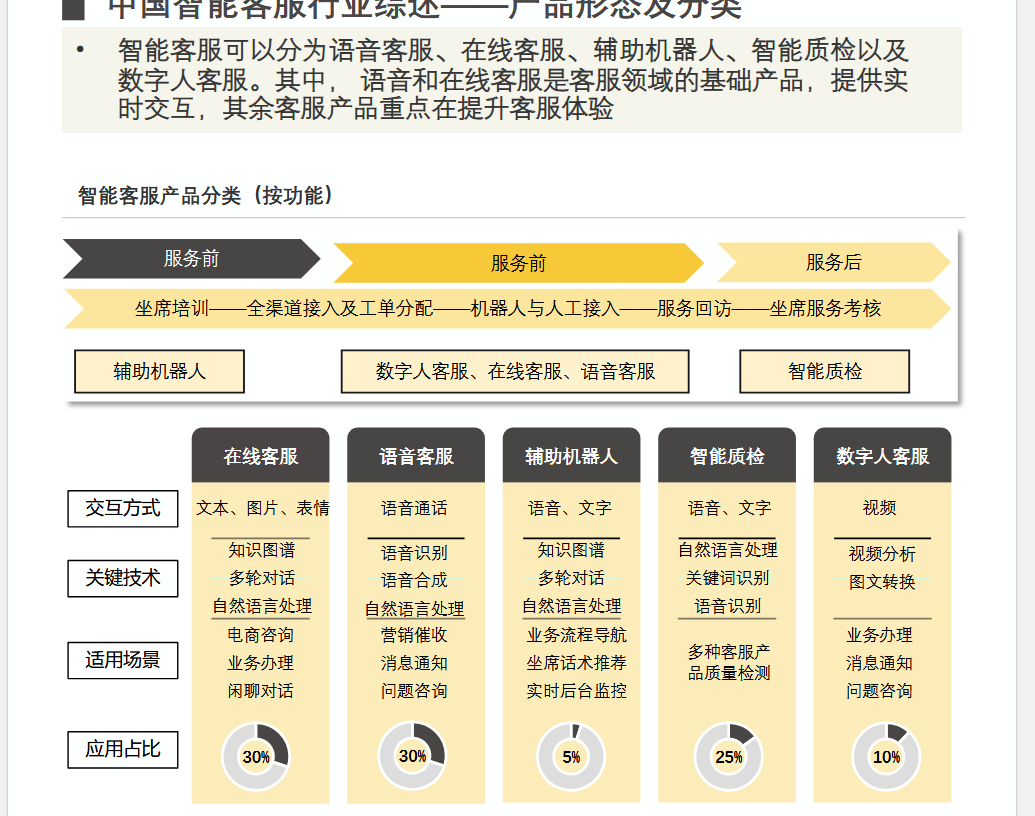 中国智能客服行业综述——产品形态及分类
• 智能客服可以分为语音客服、在线客服、辅助机器人、智能质检以及
数字人客服。其中， 语音和在线客服是客服领域的基础产品，提供实
时交互，其余客服产品重点在提升客服体验
智能客服产品分类（按功能）
服务前
服务前
服务后
坐席培训——全渠道接入及工单分配——机器人与人工接入——服务回访——坐席服务考核
辅助机器人
数字人客服、在线客服、语音客服
智能质检
在线客服
语音客服
辅助机器人
智能质检
数字人客服
交互方式
文本、图片、表情
语音通话
语音、文字
语音、文字
视频
关键技术
知识图谱
多轮对话
自然语言处理
语音识别
语音合成
自然语言处理
知识图谱
多轮对话
自然语言处理
自然语言处理
关键词识别
语音识别
视频分析
图文转换
适用场景
电商咨询
业务办理
闲聊对话
营销催收
消息通知
问题咨询
业务流程导航
坐席话术推荐
实时后台监控
多种客服产
品质量检测
业务办理
消息通知
问题咨询
应用占比
30%
30%
5%
25%
10%